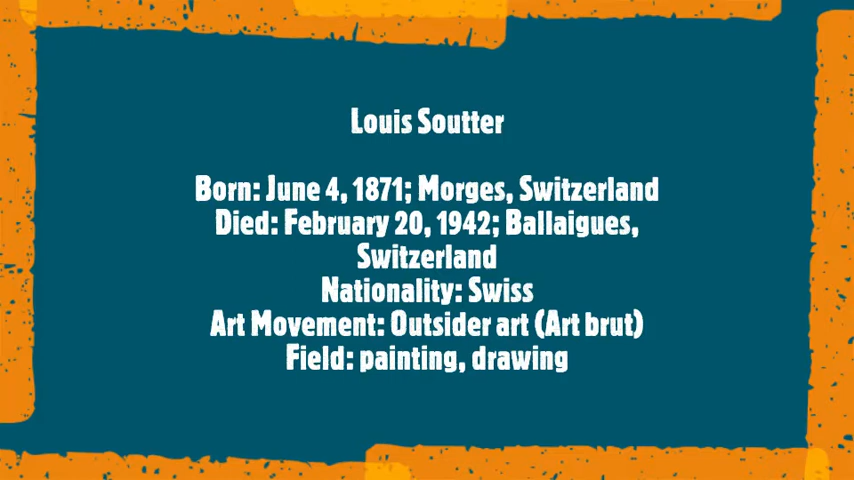 Louis Soutter
Born: June 4, 1871; Morges, Switzerland
Died: February 20, 1942; Ballaigues,
Switzerland
Nationality: Swiss
Art Movement: Outsider art (Art brut)
Field: painting, drawing